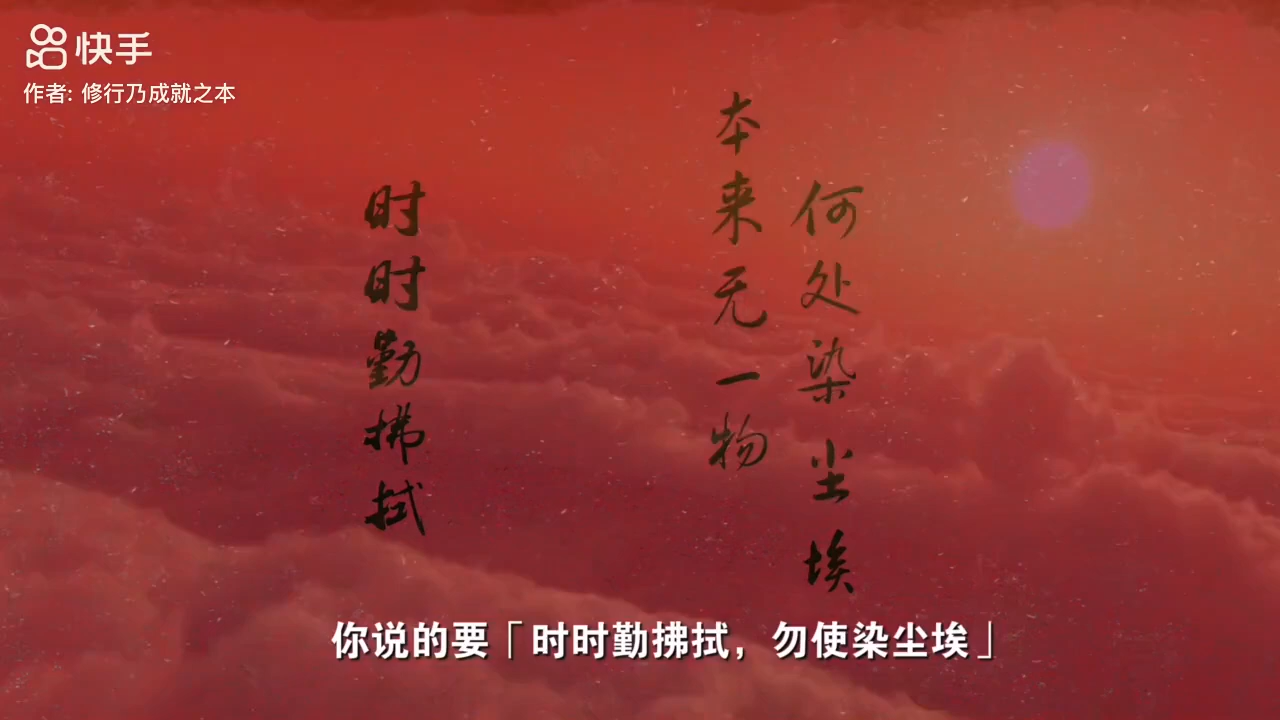 快手
作者: 修行乃成就之本
时时勤拂拭
本来无一物
何处染尘埃
你说的要「时时勤拂拭，勿使染尘埃」